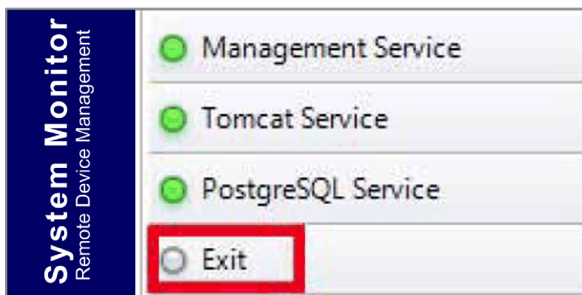 System Monitor
Remote Device Management
Management Service
Tomcat Service
PostgreSQL Service
Exit